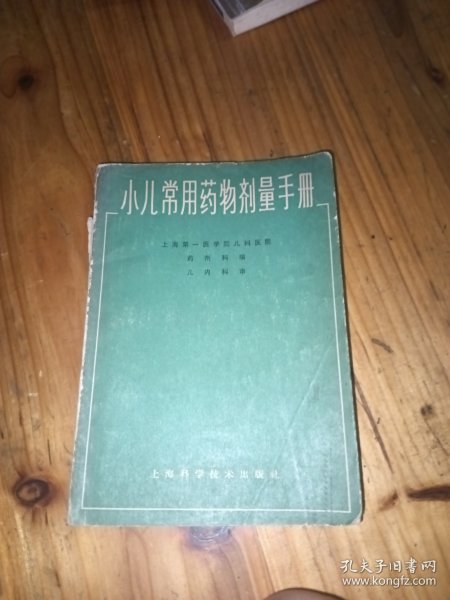 小儿常用药物剂量手册
上海第一医学院儿科医院
药剂科编
儿内科审
上海科学技术出版社
孔夫子旧书网
www.kongfz.com